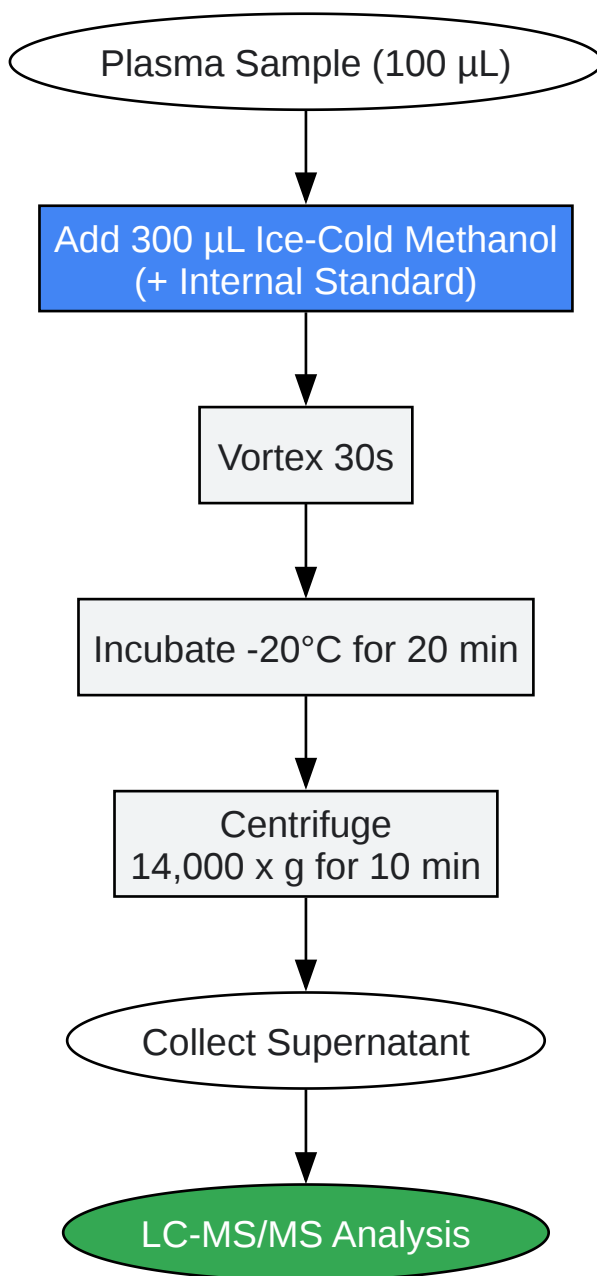 Plasma Sample (100 µL)
Add 300 µL Ice-Cold Methanol
(+ Internal Standard)
Vortex 30s
Incubate -20°C for 20 min
Centrifuge
14,000 x g for 10 min
Collect Supernatant
LC-MS/MS Analysis